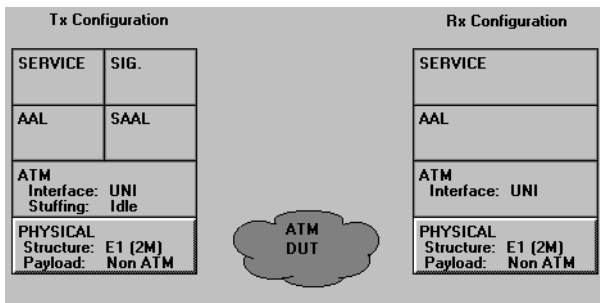 Tx Configuration
Rx Configuration
SERVICE
SIG.
AAL
SAAL
ATM
Interface: UNI
Stuffing: Idle
PHYSICAL
Structure: E1 (2M)
Payload: Non ATM
ATM
DUT
SERVICE
AAL
ATM
Interface: UNI
PHYSICAL
Structure: E1 (2M)
Payload: Non ATM